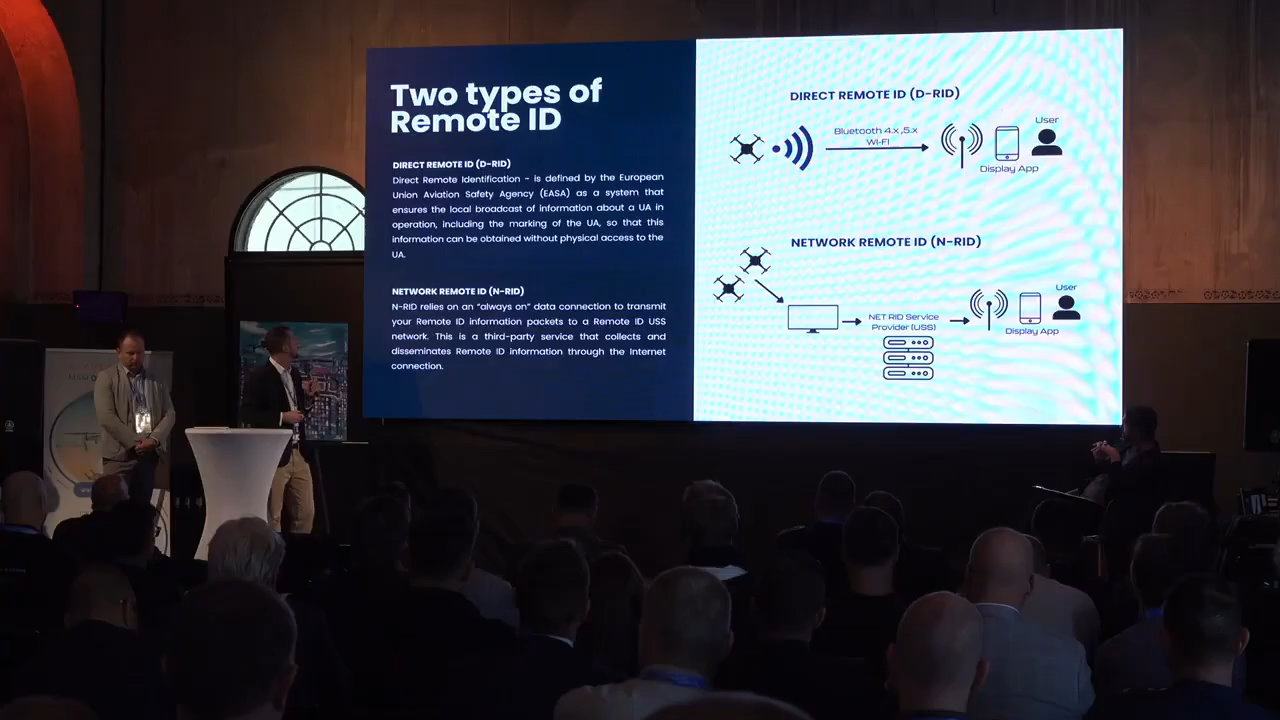 Two types of
Remote ID
DIRECT REMOTE ID (D-RID)
Direct Remote Identification - is defined by the European
Union Aviation Safety Agency (EASA) as a system that
ensures the local broadcast of information about a UA in
operation, including the marking of the UA, so that this
information can be obtained without physical access to the
UA.
NETWORK REMOTE ID (N-RID)
N-RID relies on an “always on” data connection to transmit
your Remote ID information packets to a Remote ID USS
network. This is a third-party service that collects and
disseminates Remote ID information through the Internet
connection.
DIRECT REMOTE ID (D-RID)
Bluetooth 4.x ,5.x
WI-FI
User
Display App
NETWORK REMOTE ID (N-RID)
NET RID Service
Provider (USS)
User
Display App